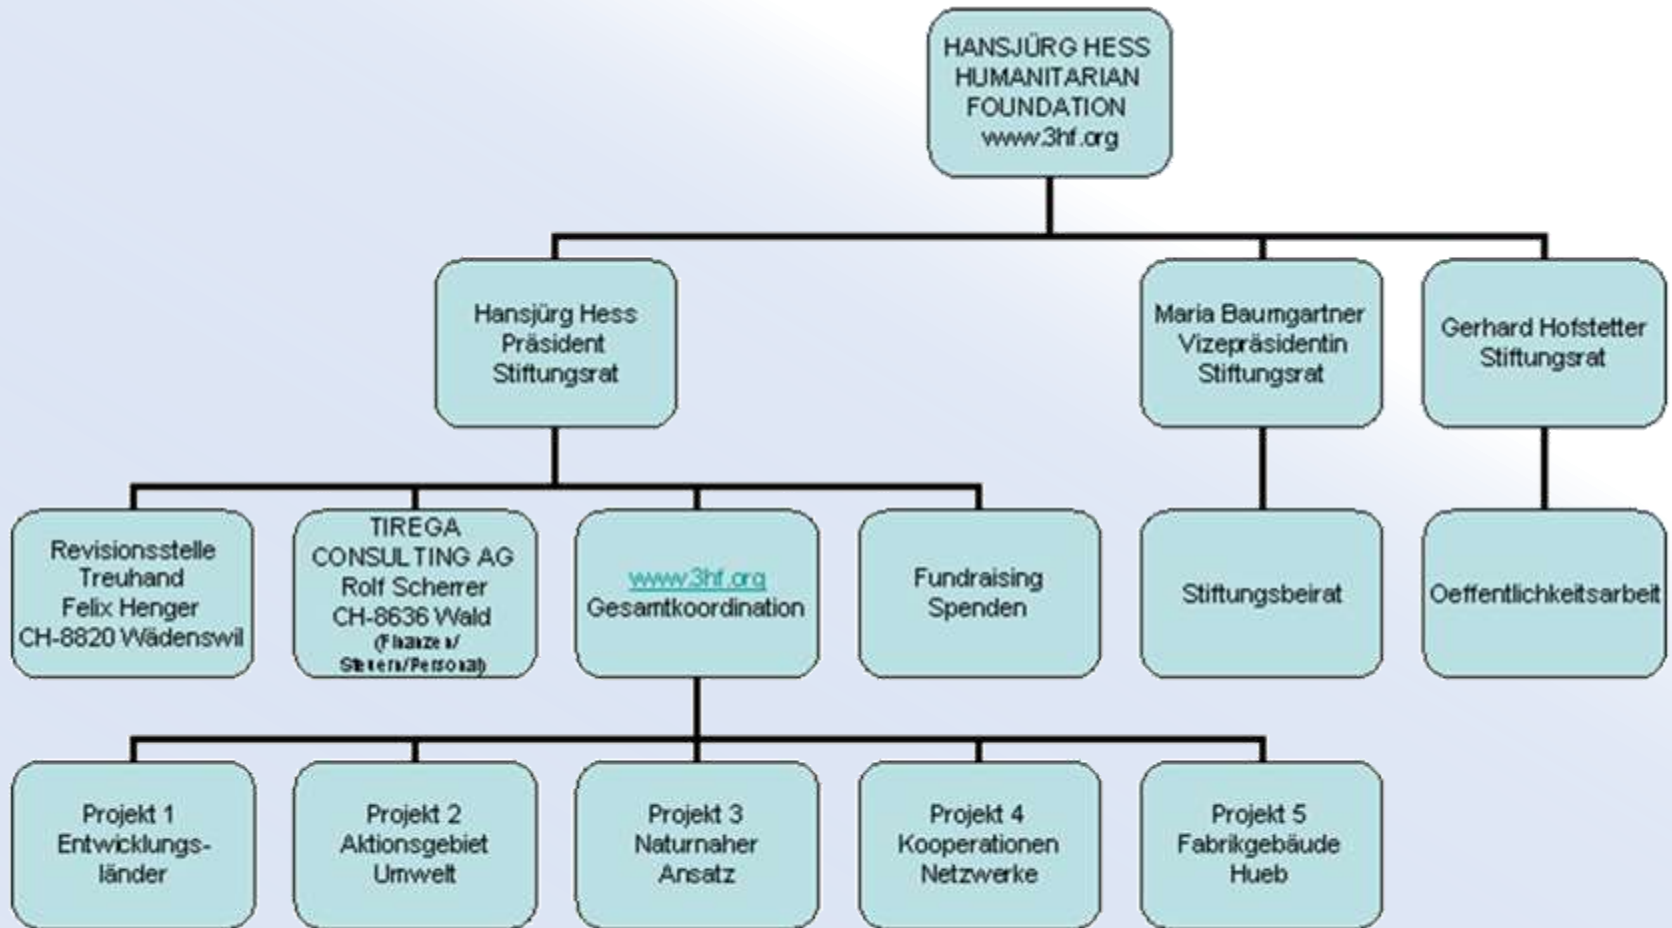 HANSJÜRG HESS
HUMANITARIAN
FOUNDATION
www.3hf.org
Hansjürg Hess
Präsident
Stiftungsrat
Maria Baumgartner
Vizepräsidentin
Stiftungsrat
Gerhard Hofstetter
Stiftungsrat
Revisionsstelle
Treuhand
Felix Henger
CH-8820 Wädenswil
TIREGA
CONSULTING AG
Rolf Scherrer
CH-8636 Wald
(Finanzen/
Steuern/Personal)
www.3hf.org
Gesamtkoordination
Fundraising
Spenden
Stiftungsbeirat
Oeffentlichkeitsarbeit
Projekt 1
Entwicklungs-
länder
Projekt 2
Aktionsgebiet
Umwelt
Projekt 3
Naturnaher
Ansatz
Projekt 4
Kooperationen
Netzwerke
Projekt 5
Fabrikgebäude
Hueb